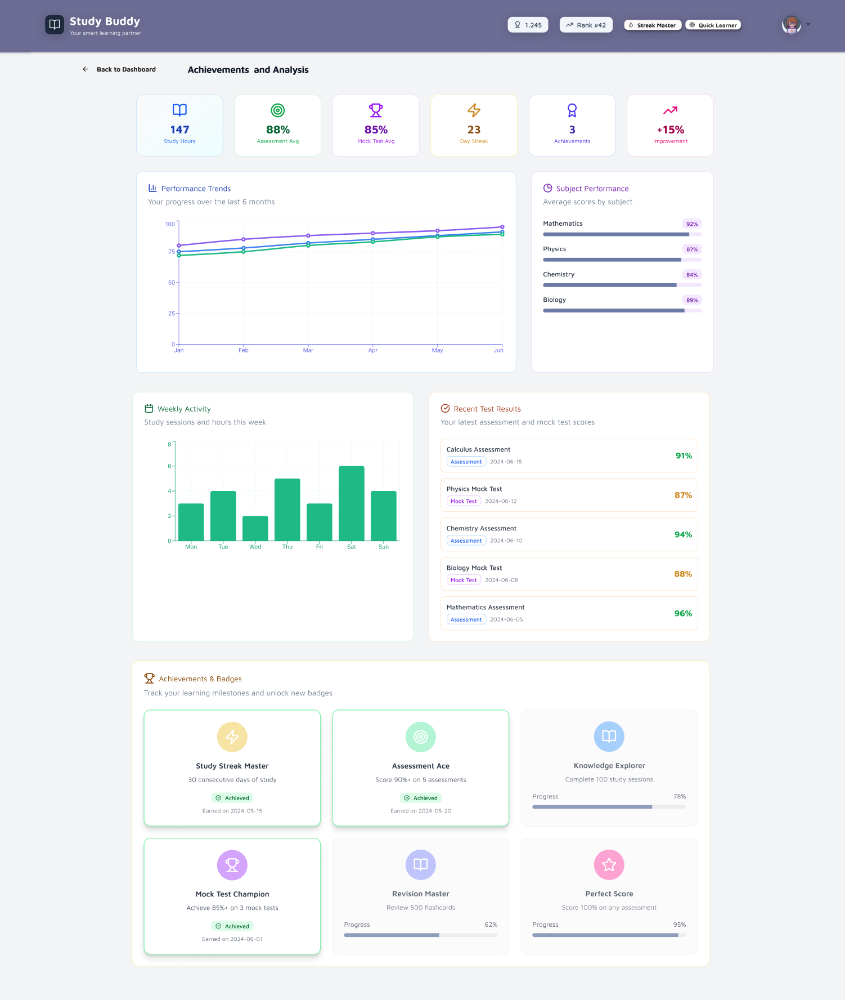 Study Buddy
Your smart learning partner
1,245
Rank #42
Streak Master
Quick Learner
Back to Dashboard
Achievements and Analysis
147
Study Hours
88%
Assessment Avg
85%
Mock Test Avg
23
Day Streak
3
Achievements
+15%
Improvement
Performance Trends
Your progress over the last 6 months
100
75
50
25
0
Jan Feb Mar Apr May Jun
Subject Performance
Average scores by subject
Mathematics 92%
Physics 87%
Chemistry 84%
Biology 89%
Weekly Activity
Study sessions and hours this week
8
6
4
2
0
Mon Tue Wed Thu Fri Sat Sun
Recent Test Results
Your latest assessment and mock test scores
Calculus Assessment
Assessment 2024-06-15
91%
Physics Mock Test
Mock Test 2024-06-12
87%
Chemistry Assessment
Assessment 2024-06-10
94%
Biology Mock Test
Mock Test 2024-06-08
88%
Mathematics Assessment
Assessment 2024-06-05
96%
Achievements & Badges
Track your learning milestones and unlock new badges
Study Streak Master
30 consecutive days of study
Achieved
Earned on 2024-05-15
Assessment Ace
Score 90%+ on 5 assessments
Achieved
Earned on 2024-05-20
Knowledge Explorer
Complete 100 study sessions
Progress 78%
Mock Test Champion
Achieve 85%+ on 3 mock tests
Achieved
Earned on 2024-06-01
Revision Master
Review 500 flashcards
Progress 62%
Perfect Score
Score 100% on any assessment
Progress 95%